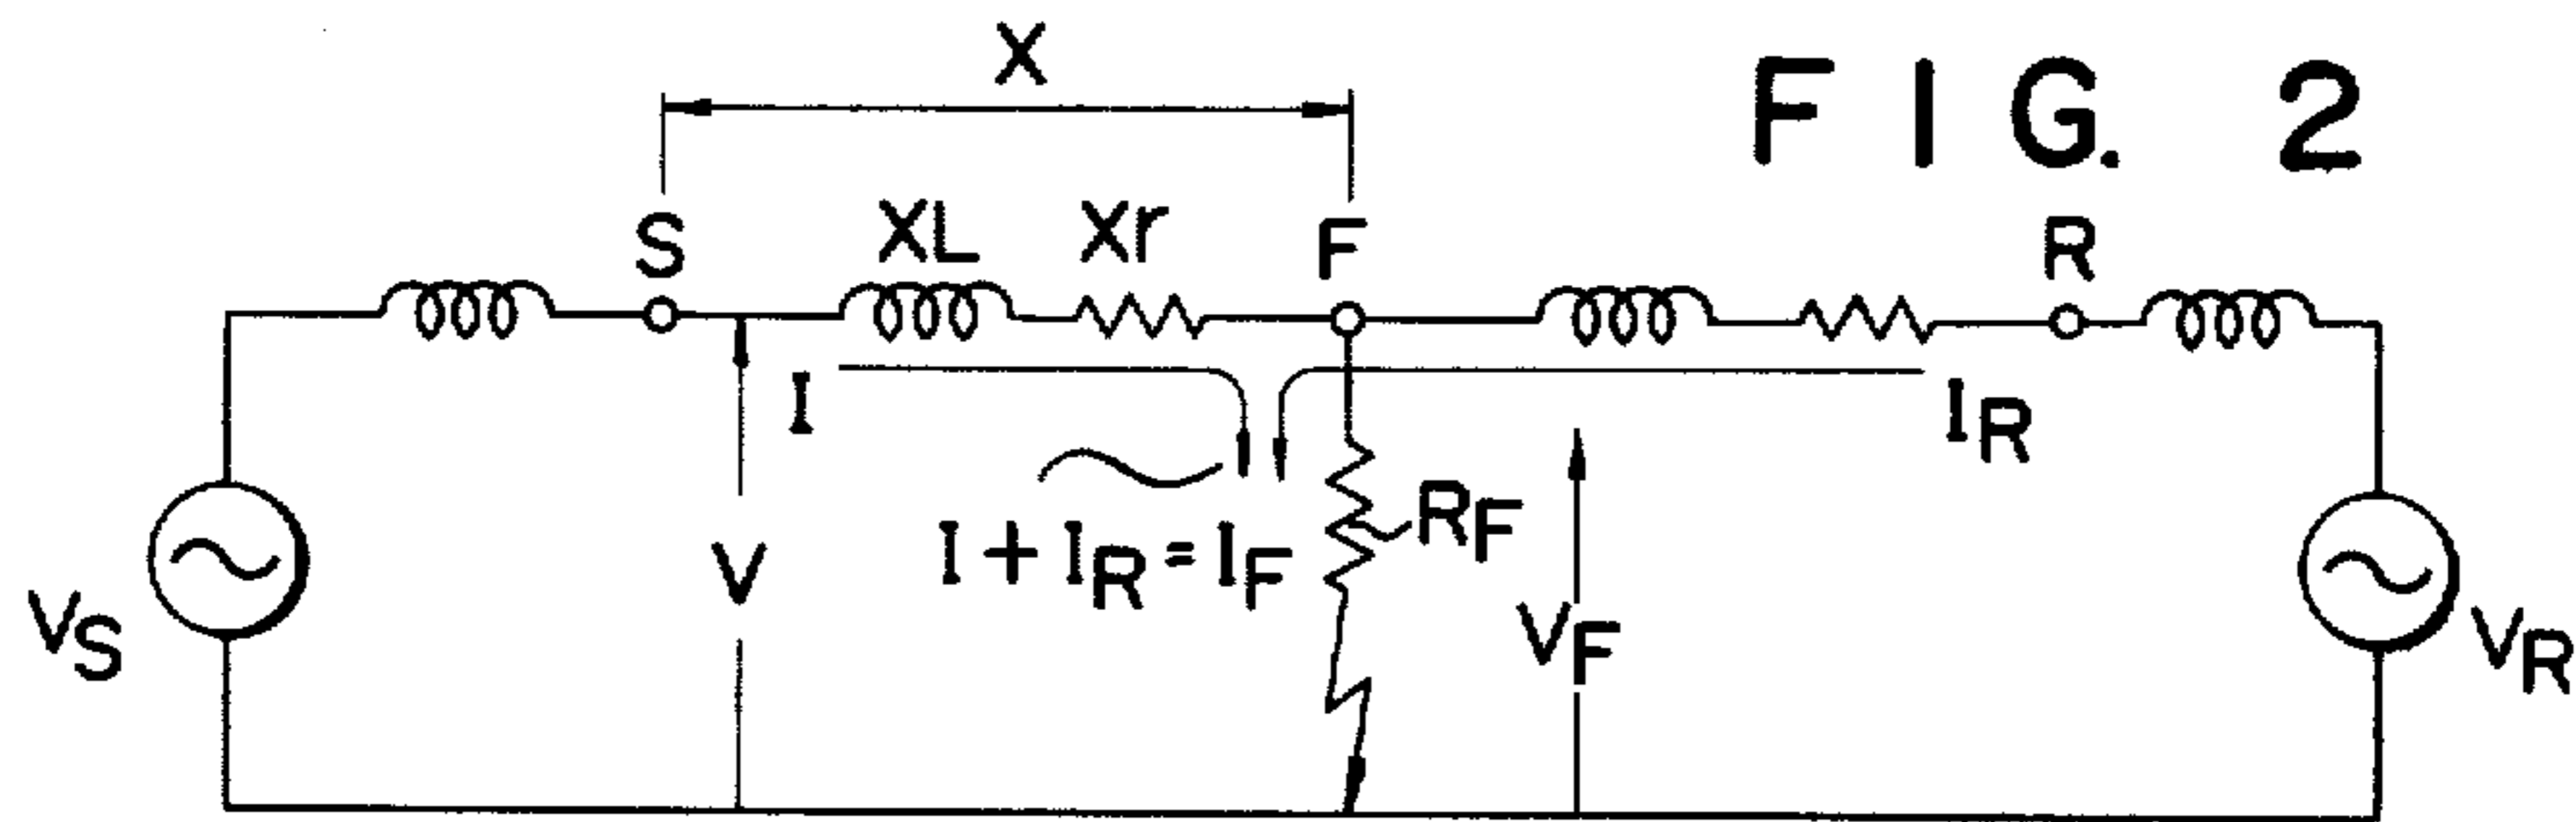 X
FIG. 2
S
XL
Xr
F
R
I
IR
V
I + IR = IF
RF
VF
VS
VR